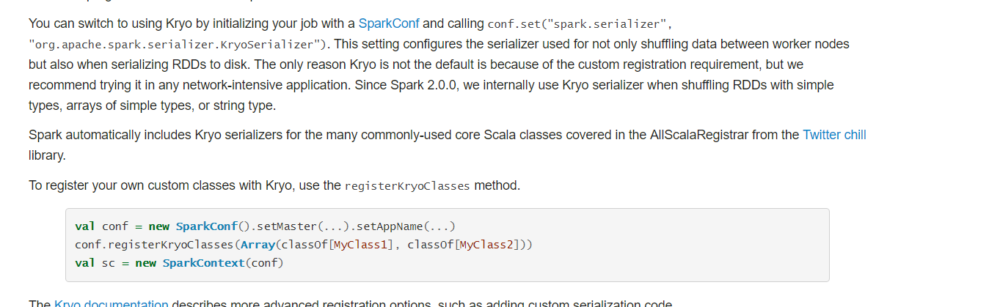 You can switch to using Kryo by initializing your job with a SparkConf and calling conf.set("spark.serializer",
"org.apache.spark.serializer.KryoSerializer"). This setting configures the serializer used for not only shuffling data between worker nodes
but also when serializing RDDs to disk. The only reason Kryo is not the default is because of the custom registration requirement, but we
recommend trying it in any network-intensive application. Since Spark 2.0.0, we internally use Kryo serializer when shuffling RDDs with simple
types, arrays of simple types, or string type.
Spark automatically includes Kryo serializers for the many commonly-used core Scala classes covered in the AllScalaRegistrar from the Twitter chill
library.
To register your own custom classes with Kryo, use the registerKryoClasses method.
val conf = new SparkConf().setMaster(...).setAppName(...)
conf.registerKryoClasses(Array(classOf[MyClass1], classOf[MyClass2]))
val sc = new SparkContext(conf)
The Kryo documentation describes more advanced registration options, such as adding custom serialization code.